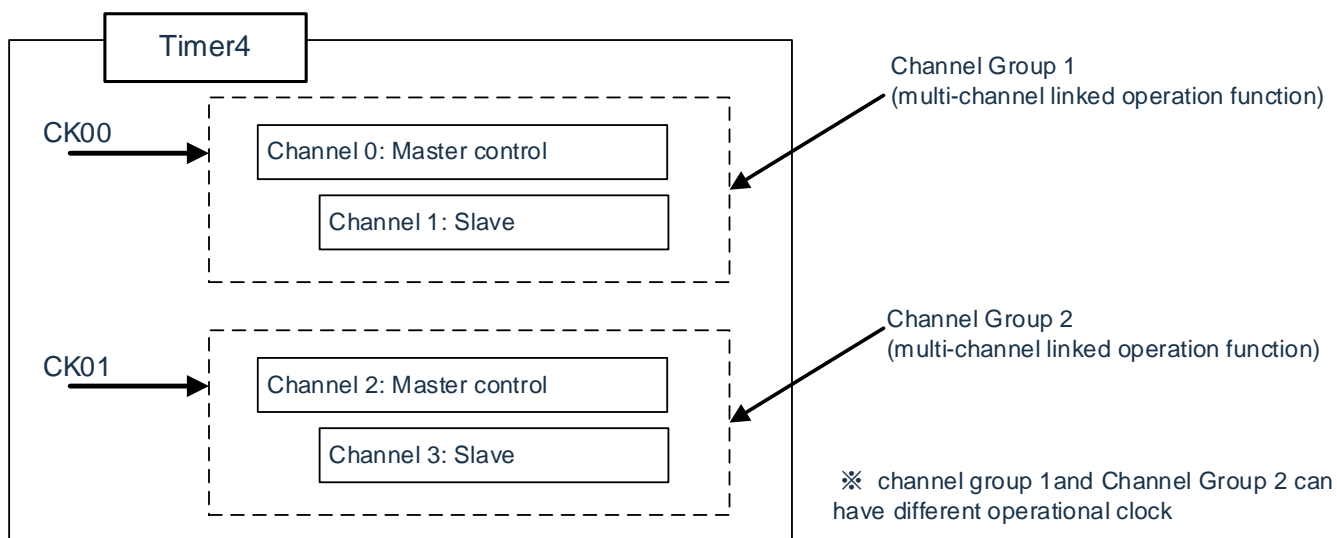 Timer4
Channel Group 1
(multi-channel linked operation function)
CK00
Channel 0: Master control
Channel 1: Slave
Channel Group 2
(multi-channel linked operation function)
CK01
Channel 2: Master control
Channel 3: Slave
※ channel group 1and Channel Group 2 can
have different operational clock